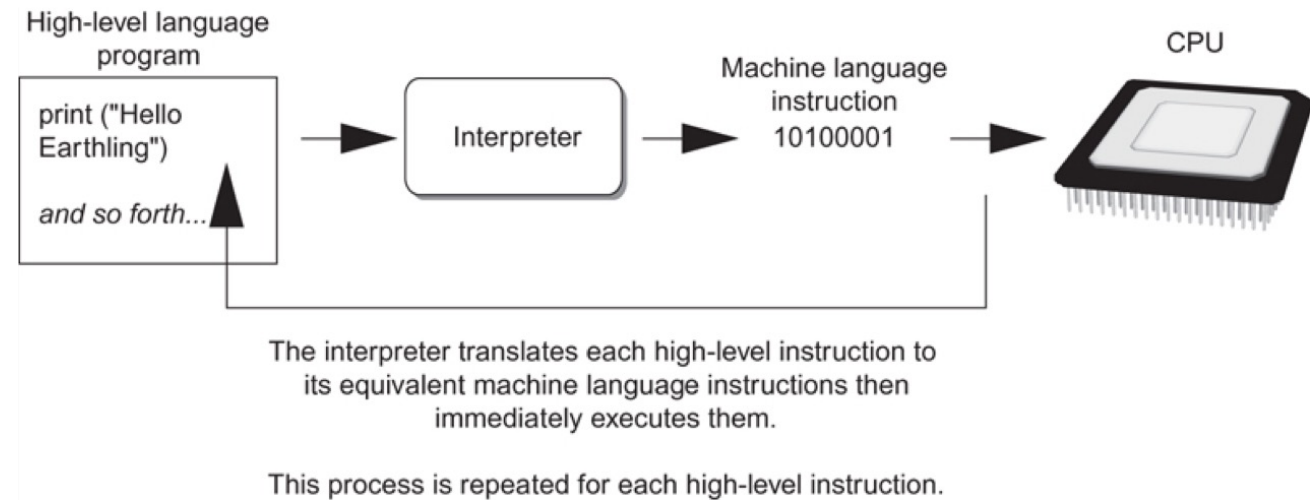 High-level language
program
print ("Hello
Earthling")
and so forth...
Interpreter
Machine language
instruction
10100001
CPU
The interpreter translates each high-level instruction to
its equivalent machine language instructions then
immediately executes them.
This process is repeated for each high-level instruction.